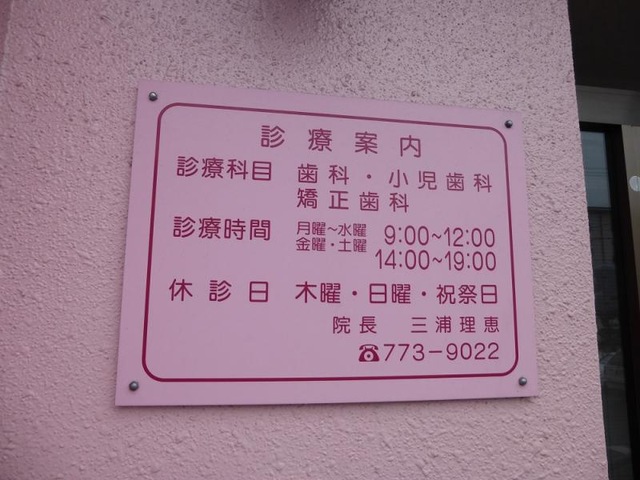 診療案内
診療科目 歯科・小児歯科
矯正歯科
診療時間 月曜～水曜 9:00~12:00
金曜・土曜 14:00~19:00
休診日 木曜・日曜・祝祭日
院長 三浦理恵
☎773-9022